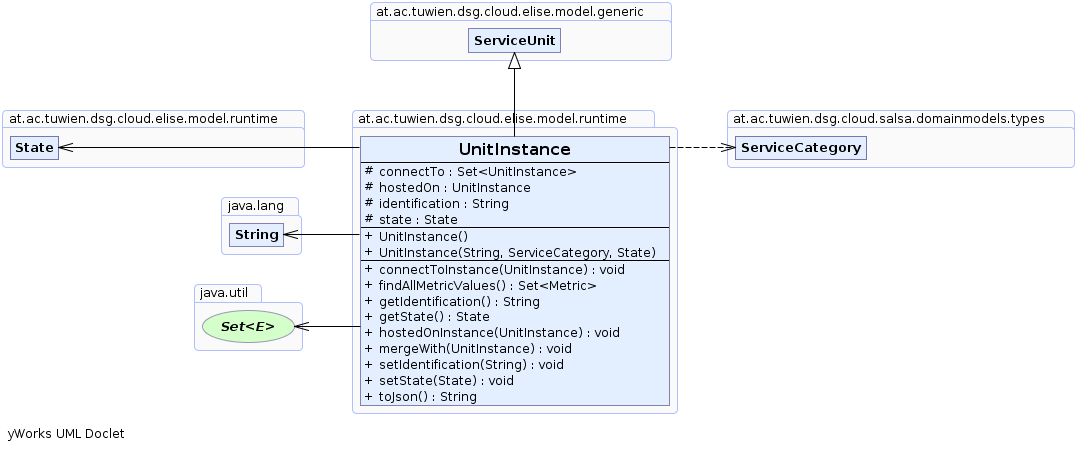 at.ac.tuwien.dsg.cloud.elise.model.generic
ServiceUnit
at.ac.tuwien.dsg.cloud.elise.model.runtime
State
at.ac.tuwien.dsg.cloud.elise.model.runtime
at.ac.tuwien.dsg.cloud.salsa.domainmodels.types
ServiceCategory
java.lang
String
java.util
Set<E>
UnitInstance
# connectTo : Set<UnitInstance>
# hostedOn : UnitInstance
# identification : String
# state : State
+ UnitInstance()
+ UnitInstance(String, ServiceCategory, State)
+ connectToInstance(UnitInstance) : void
+ findAllMetricValues() : Set<Metric>
+ getIdentification() : String
+ getState() : State
+ hostedOnInstance(UnitInstance) : void
+ mergeWith(UnitInstance) : void
+ setIdentification(String) : void
+ setState(State) : void
+ toJson() : String
yWorks UML Doclet